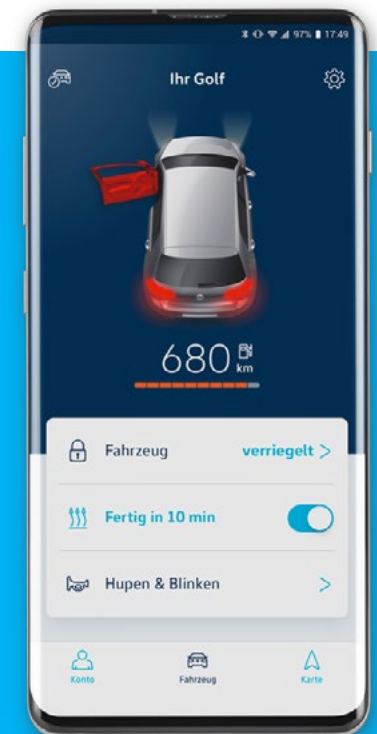 97% 17:49
Ihr Golf
680 km
Fahrzeug verriegelt >
Fertig in 10 min
Hupen & Blinken >
Konto Fahrzeug Karte